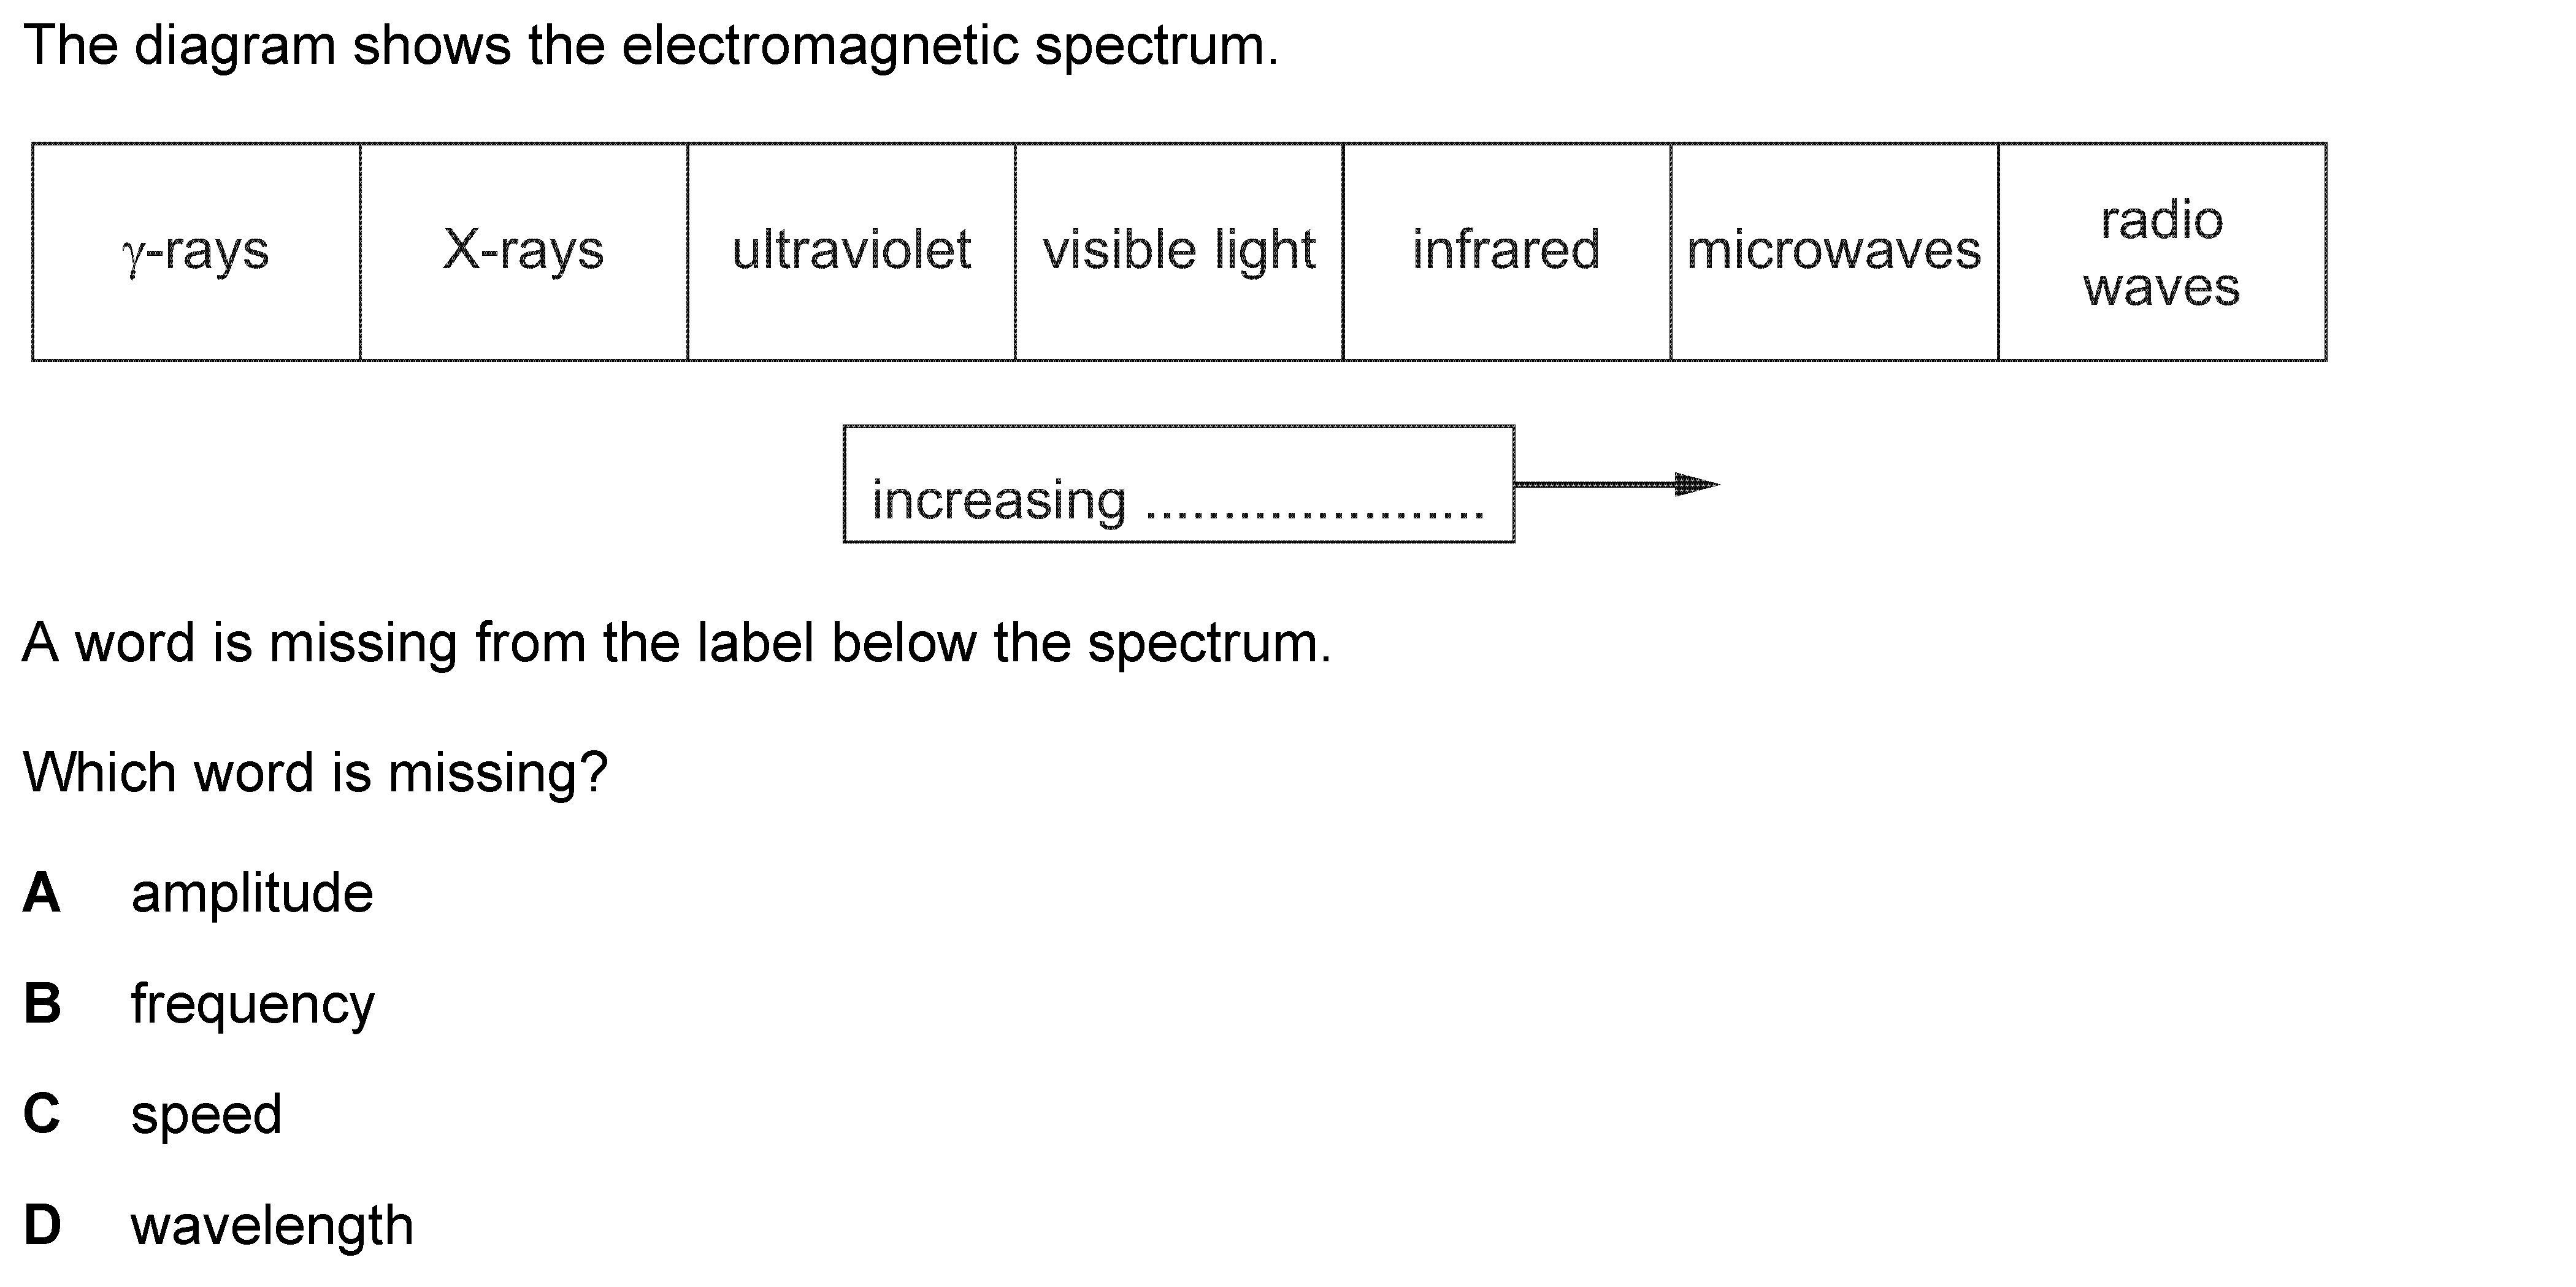 The diagram shows the electromagnetic spectrum.
γ-rays X-rays ultraviolet visible light infrared microwaves radio waves
increasing ......................
A word is missing from the label below the spectrum.
Which word is missing?
A amplitude
B frequency
C speed
D wavelength